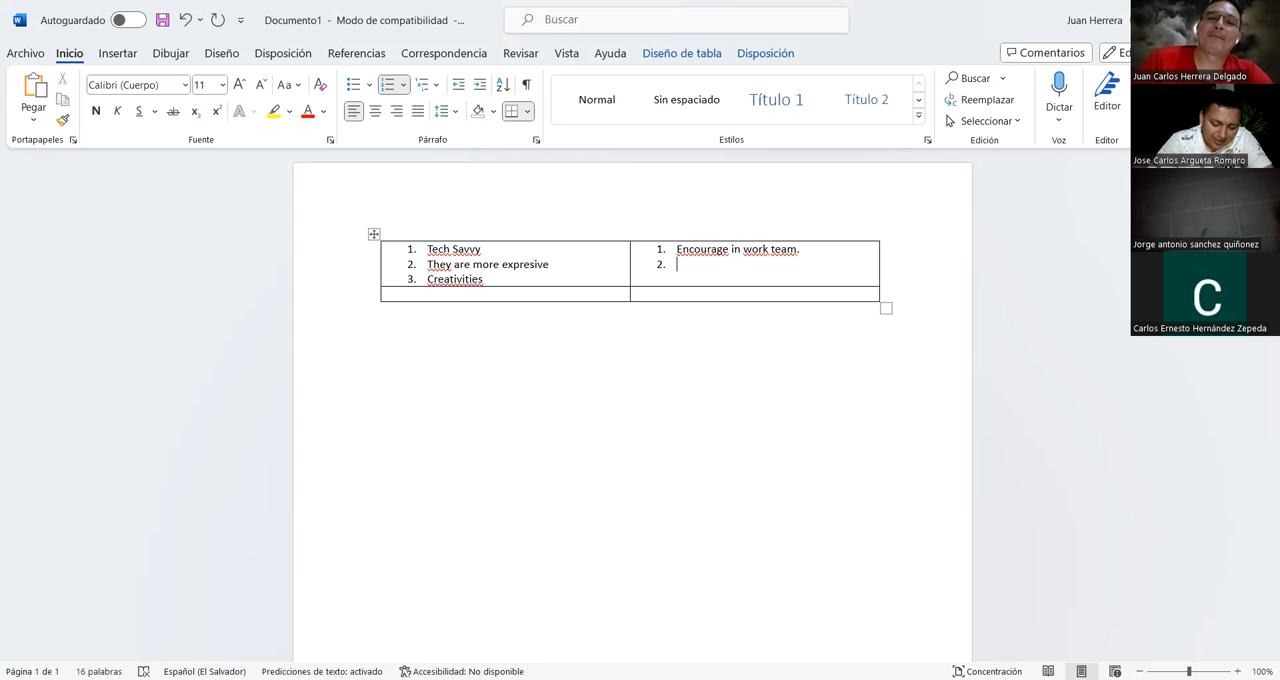 Autoguardado
Documento1 - Modo de compatibilidad -...
Buscar
Juan Herrera
Archivo Inicio Insertar Dibujar Diseño Disposición Referencias Correspondencia Revisar Vista Ayuda Diseño de tabla Disposición
Comentarios
Ed
Pegar
Calibri (Cuerpo)
11
Normal
Sin espaciado
Título 1
Título 2
Buscar
Reemplazar
Seleccionar
Dictar
Editor
Portapapeles
Fuente
Párrafo
Estilos
Edición
Voz
Editor
Juan Carlos Herrera Delgado
Jose Carlos Argueta Romero
Jorge antonio sanchez quiñonez
C
Carlos Ernesto Hernández Zepeda
1. Tech Savvy
2. They are more expresive
3. Creativities
1. Encourage in work team.
2.
Página 1 de 1
16 palabras
Español (El Salvador)
Predicciones de texto: activado
Accesibilidad: No disponible
Concentración
100%